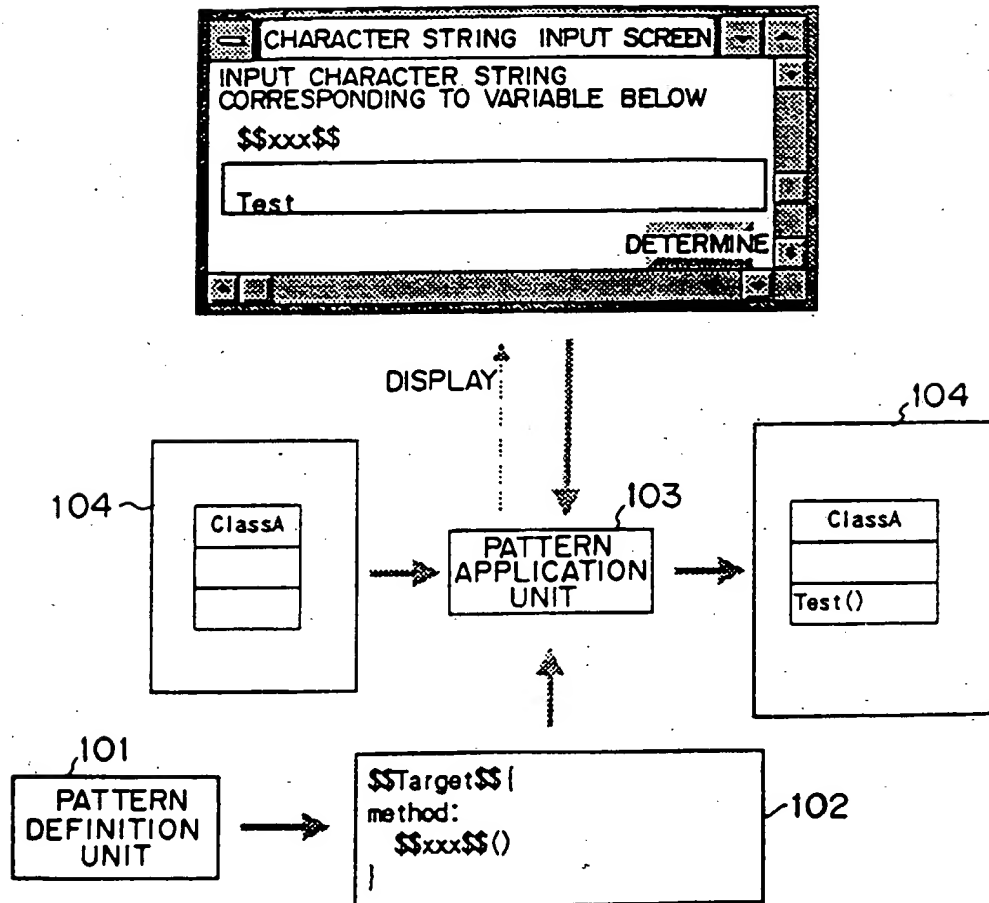 CHARACTER STRING INPUT SCREEN
INPUT CHARACTER STRING
CORRESPONDING TO VARIABLE BELOW
$$xxx$$
Test
DETERMINE
DISPLAY
104
ClassA
103
PATTERN
APPLICATION
UNIT
104
ClassA
Test()
101
PATTERN
DEFINITION
UNIT
$$Target$${
method:
$$xxx$$()
}
102